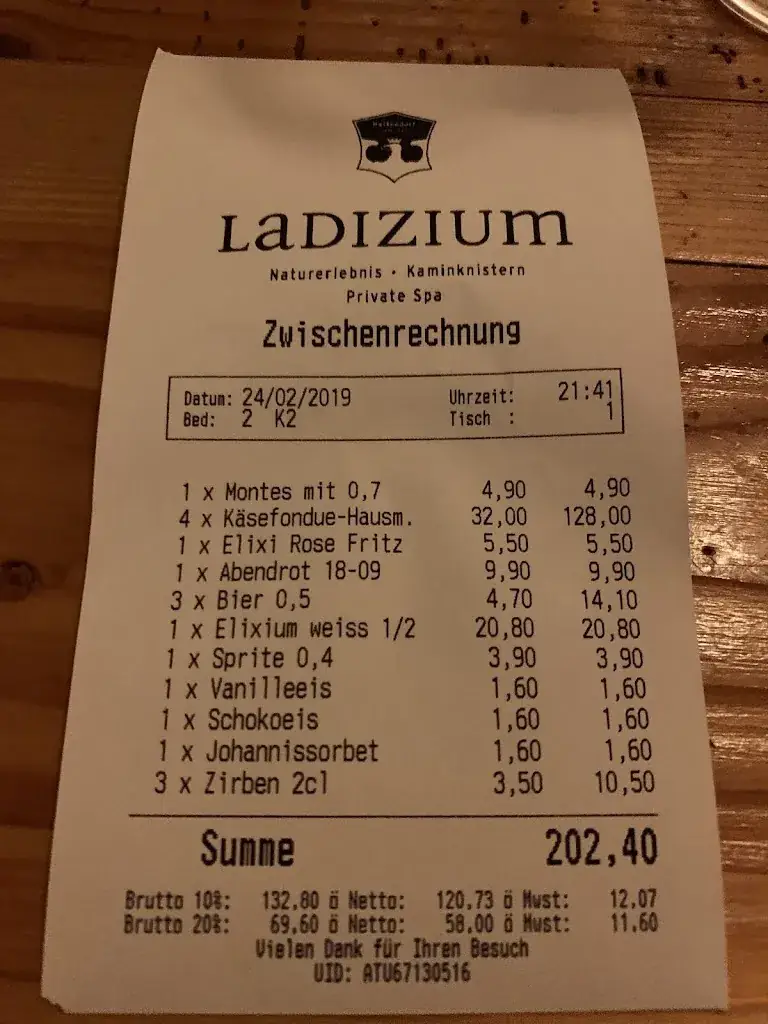 LaDIZIUM
Naturerlebnis · Kaminknistern
Private Spa
Zwischenrechnung
Datum: 24/02/2019 Uhrzeit: 21:41
Bed: 2 K2 Tisch : 1
1 x Montes mit 0,7 4,90 4,90
4 x Käsefondue-Hausm. 32,00 128,00
1 x Elixi Rose Fritz 5,50 5,50
1 x Abendrot 18-09 9,90 9,90
3 x Bier 0,5 4,70 14,10
1 x Elixium weiss 1/2 20,80 20,80
1 x Sprite 0,4 3,90 3,90
1 x Vanilleeis 1,60 1,60
1 x Schokoeis 1,60 1,60
1 x Johannissorbet 1,60 1,60
3 x Zirben 2cl 3,50 10,50
Summe 202,40
Brutto 10%: 132,80 ö Netto: 120,73 ö Mwst: 12,07
Brutto 20%: 69,60 ö Netto: 58,00 ö Mwst: 11,60
Vielen Dank für Ihren Besuch
UID: ATU67130516